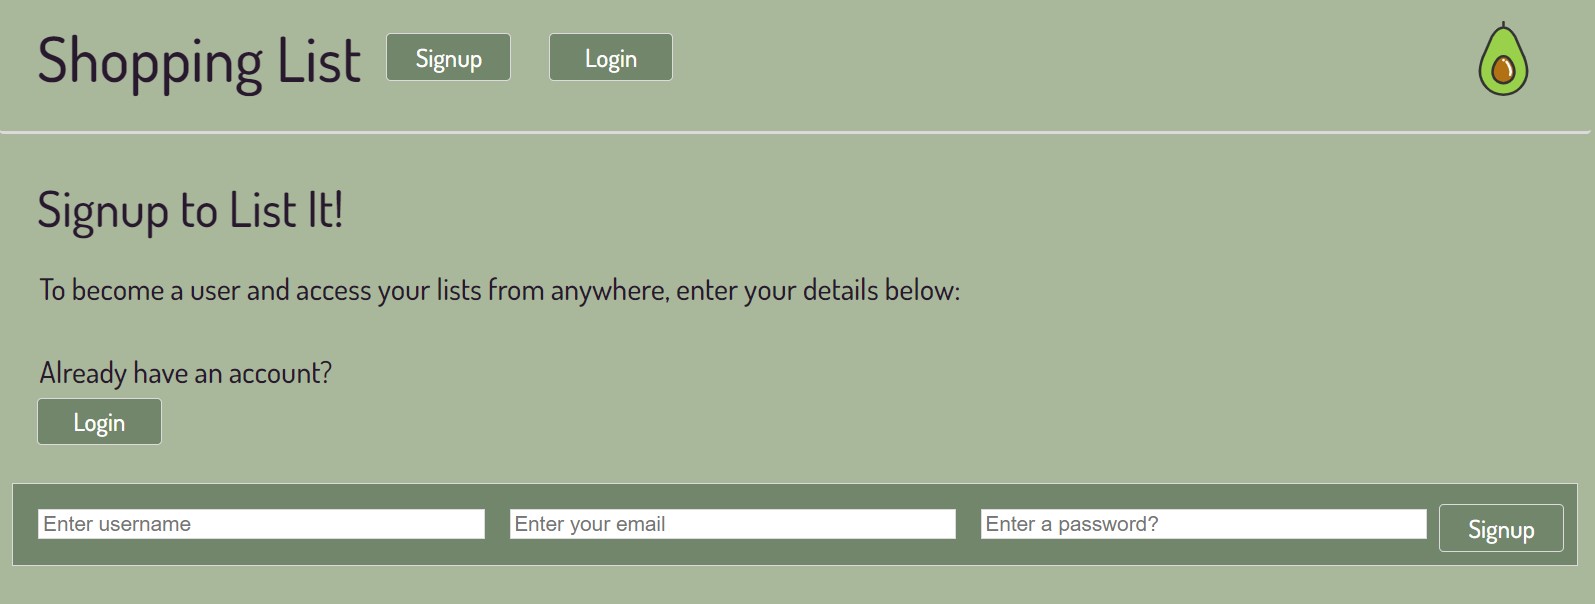 Shopping List Signup Login
Signup to List It!
To become a user and access your lists from anywhere, enter your details below:
Already have an account?
Login
Enter username Enter your email Enter a password? Signup